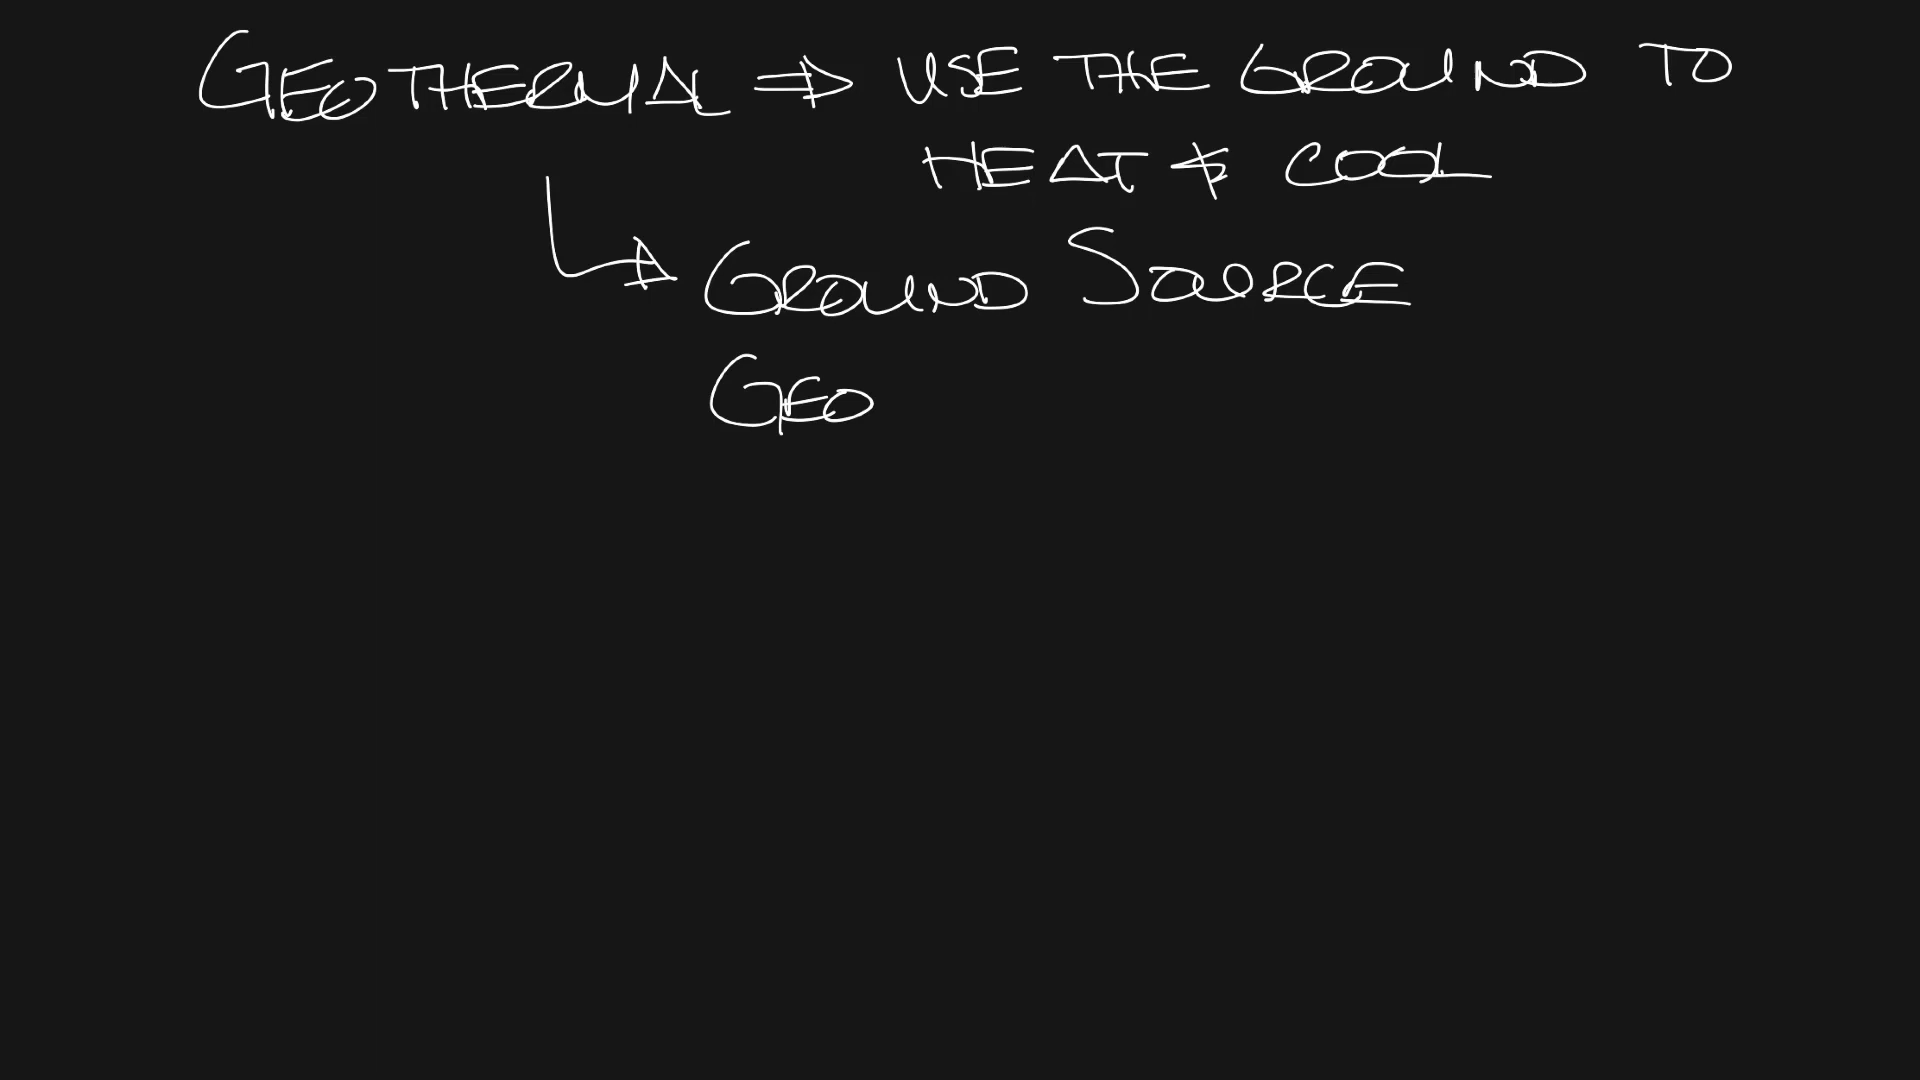 GEOTHERMAL ⇒ USE THE GROUND TO
HEAT & COOL
↳ GROUND SOURCE
GEO